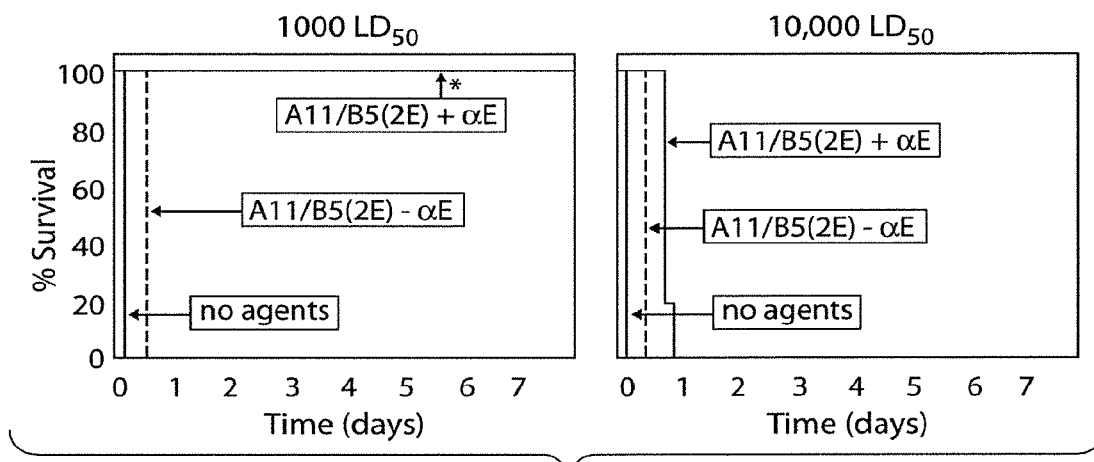 1000 LD50
% Survival
100
80
60
40
20
0
A11/B5(2E) + αE
*
A11/B5(2E) - αE
no agents
0 1 2 3 4 5 6 7
Time (days)
10,000 LD50
A11/B5(2E) + αE
A11/B5(2E) - αE
no agents
0 1 2 3 4 5 6 7
Time (days)